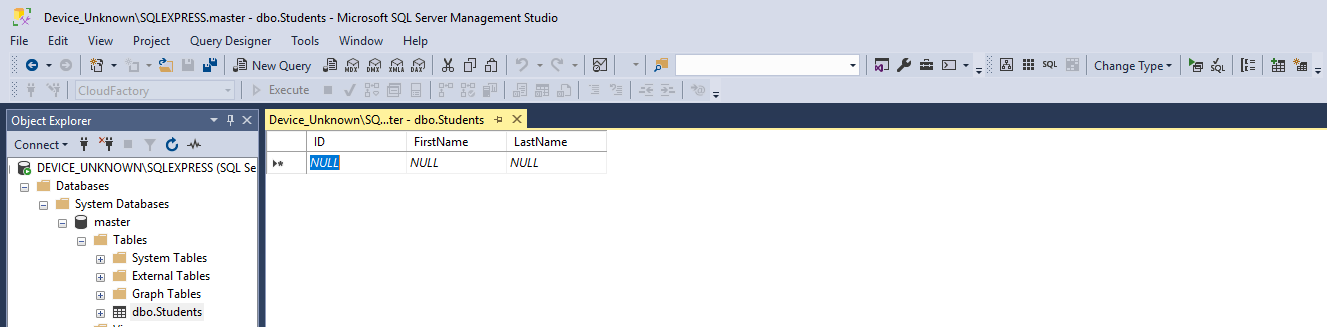 Device_Unknown\SQLEXPRESS.master - dbo.Students - Microsoft SQL Server Management Studio
File Edit View Project Query Designer Tools Window Help
New Query MDX DMX XMLA DAX SQL Change Type SQL
CloudFactory Execute
Object Explorer
Device_Unknown\SQ...ter - dbo.Students
Connect
ID FirstName LastName
NULL NULL NULL
DEVICE_UNKNOWN\SQLEXPRESS (SQL Se
Databases
System Databases
master
Tables
System Tables
External Tables
Graph Tables
dbo.Students